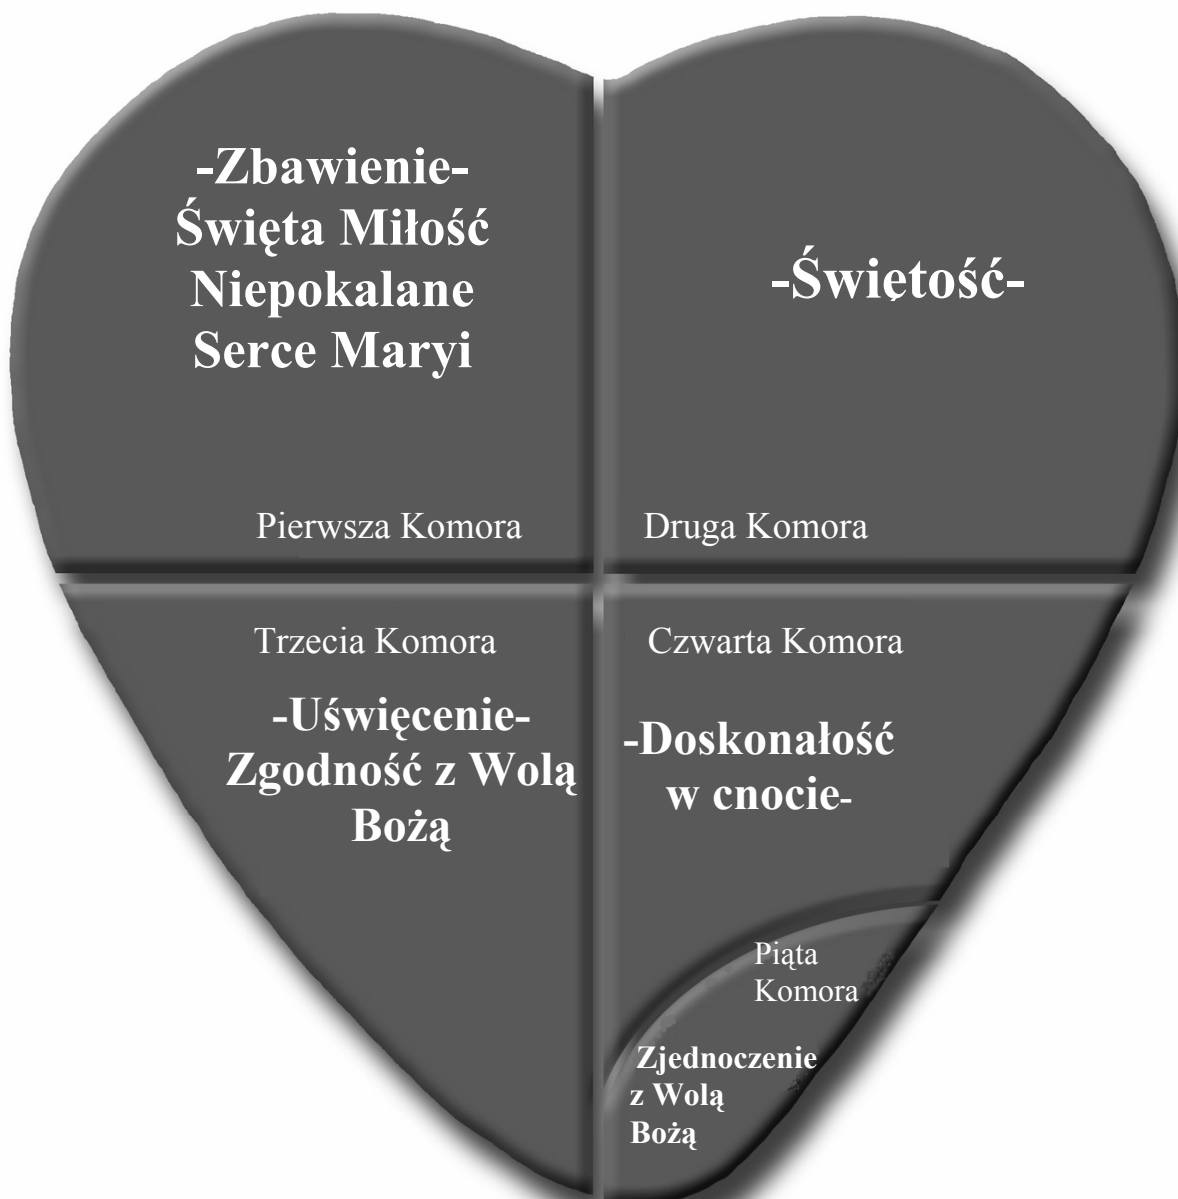 -Zbawienie-
Święta Miłość
Niepokalane
Serce Maryi
Pierwsza Komora
-Świętość-
Druga Komora
Trzecia Komora
-Uświęcenie-
Zgodność z Wolą
Bożą
Czwarta Komora
-Doskonałość
w cnocie-
Piąta
Komora
Zjednoczenie
z Wolą
Bożą